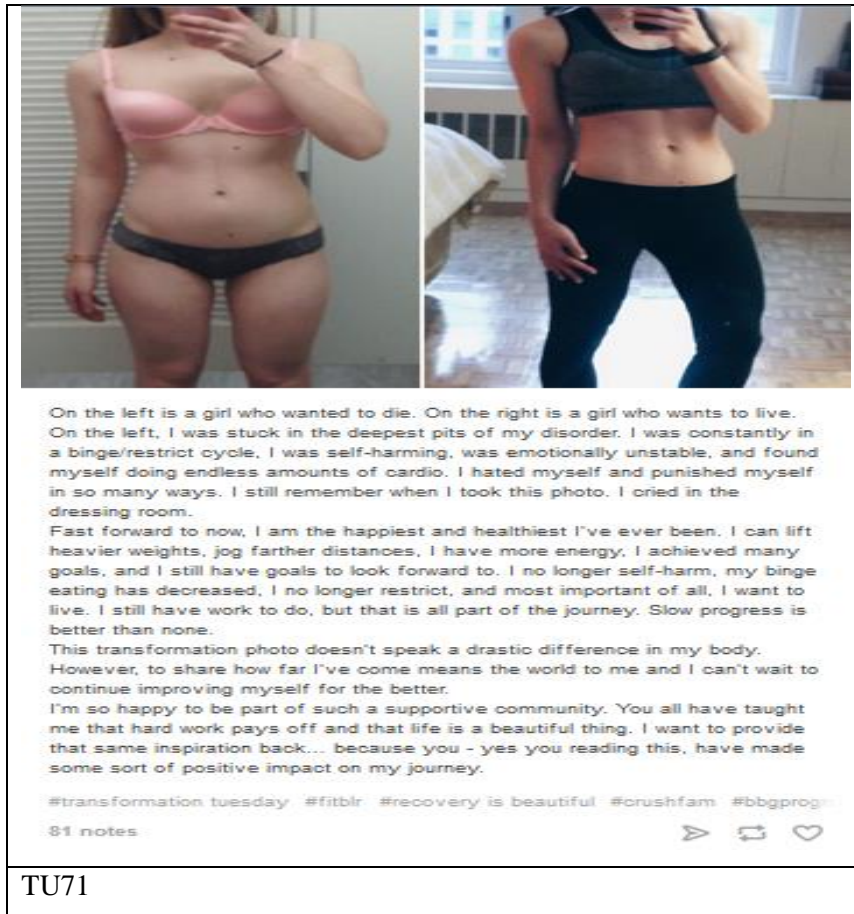 On the left is a girl who wanted to die. On the right is a girl who wants to live.
On the left, I was stuck in the deepest pits of my disorder. I was constantly in
a binge/restrict cycle, I was self-harming, was emotionally unstable, and found
myself doing endless amounts of cardio. I hated myself and punished myself
in so many ways. I still remember when I took this photo. I cried in the
dressing room.
Fast forward to now, I am the happiest and healthiest I've ever been. I can lift
heavier weights, jog farther distances, I have more energy, I achieved many
goals, and I still have goals to look forward to. I no longer self-harm, my binge
eating has decreased, I no longer restrict, and most important of all, I want to
live. I still have work to do, but that is all part of the journey. Slow progress is
better than none.
This transformation photo doesn't speak a drastic difference in my body.
However, to share how far I've come means the world to me and I can't wait to
continue improving myself for the better.
I'm so happy to be part of such a supportive community. You all have taught
me that hard work pays off and that life is a beautiful thing. I want to provide
that same inspiration back... because you - yes you reading this, have made
some sort of positive impact on my journey.
#transformation tuesday #fitblr #recovery is beautiful #crushfam #bbgprogr
81 notes
TU71